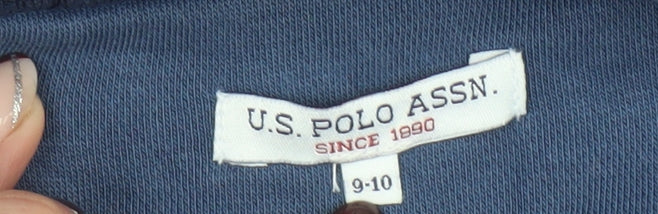 U.S. POLO ASSN.
SINCE 1890
9-10